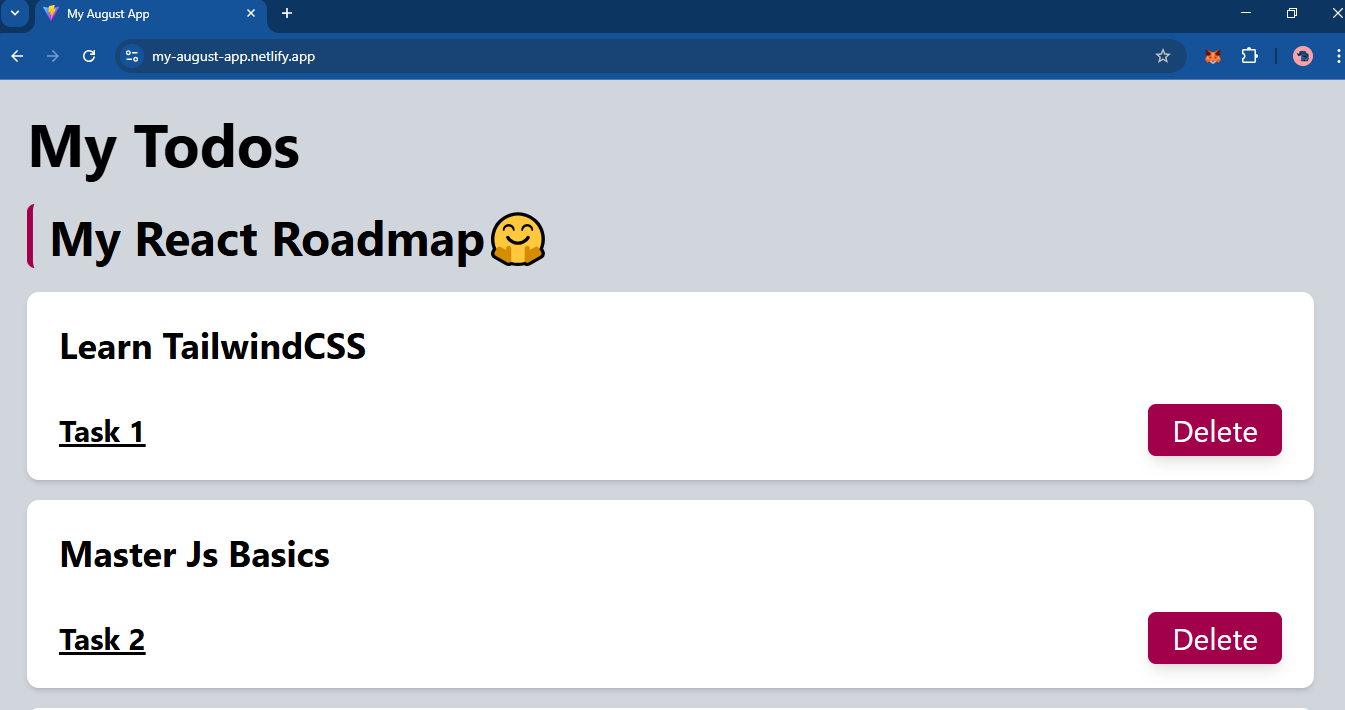 My August App
my-august-app.netlify.app
My Todos
My React Roadmap🤗
Learn TailwindCSS
Task 1
Delete
Master Js Basics
Task 2
Delete